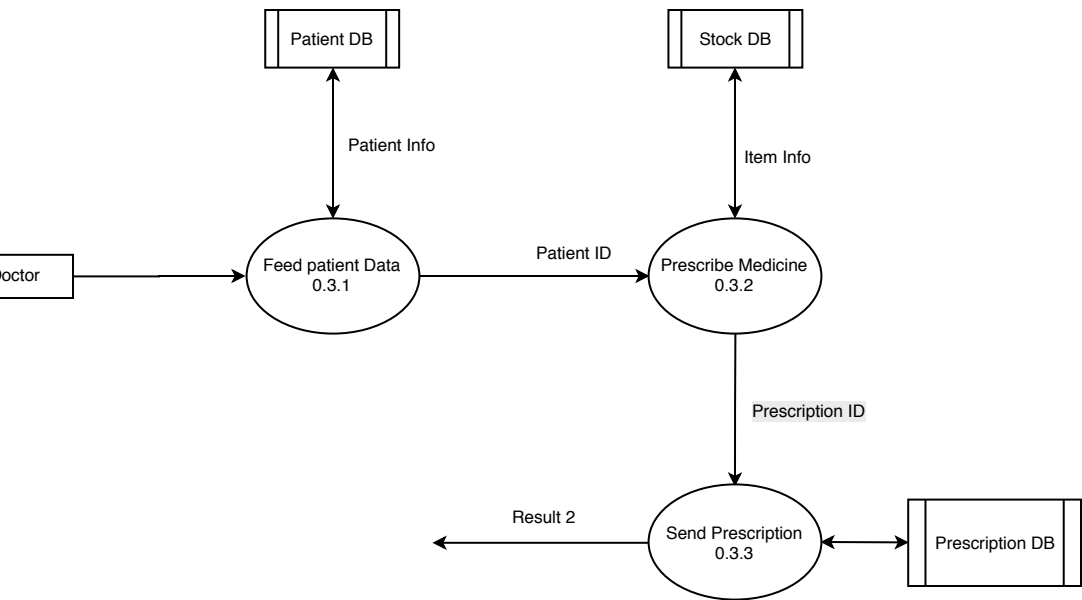 Patient DB
Stock DB
Patient Info
Item Info
Patient ID
octor
Feed patient Data
0.3.1
Prescribe Medicine
0.3.2
Prescription ID
Result 2
Send Prescription
0.3.3
Prescription DB